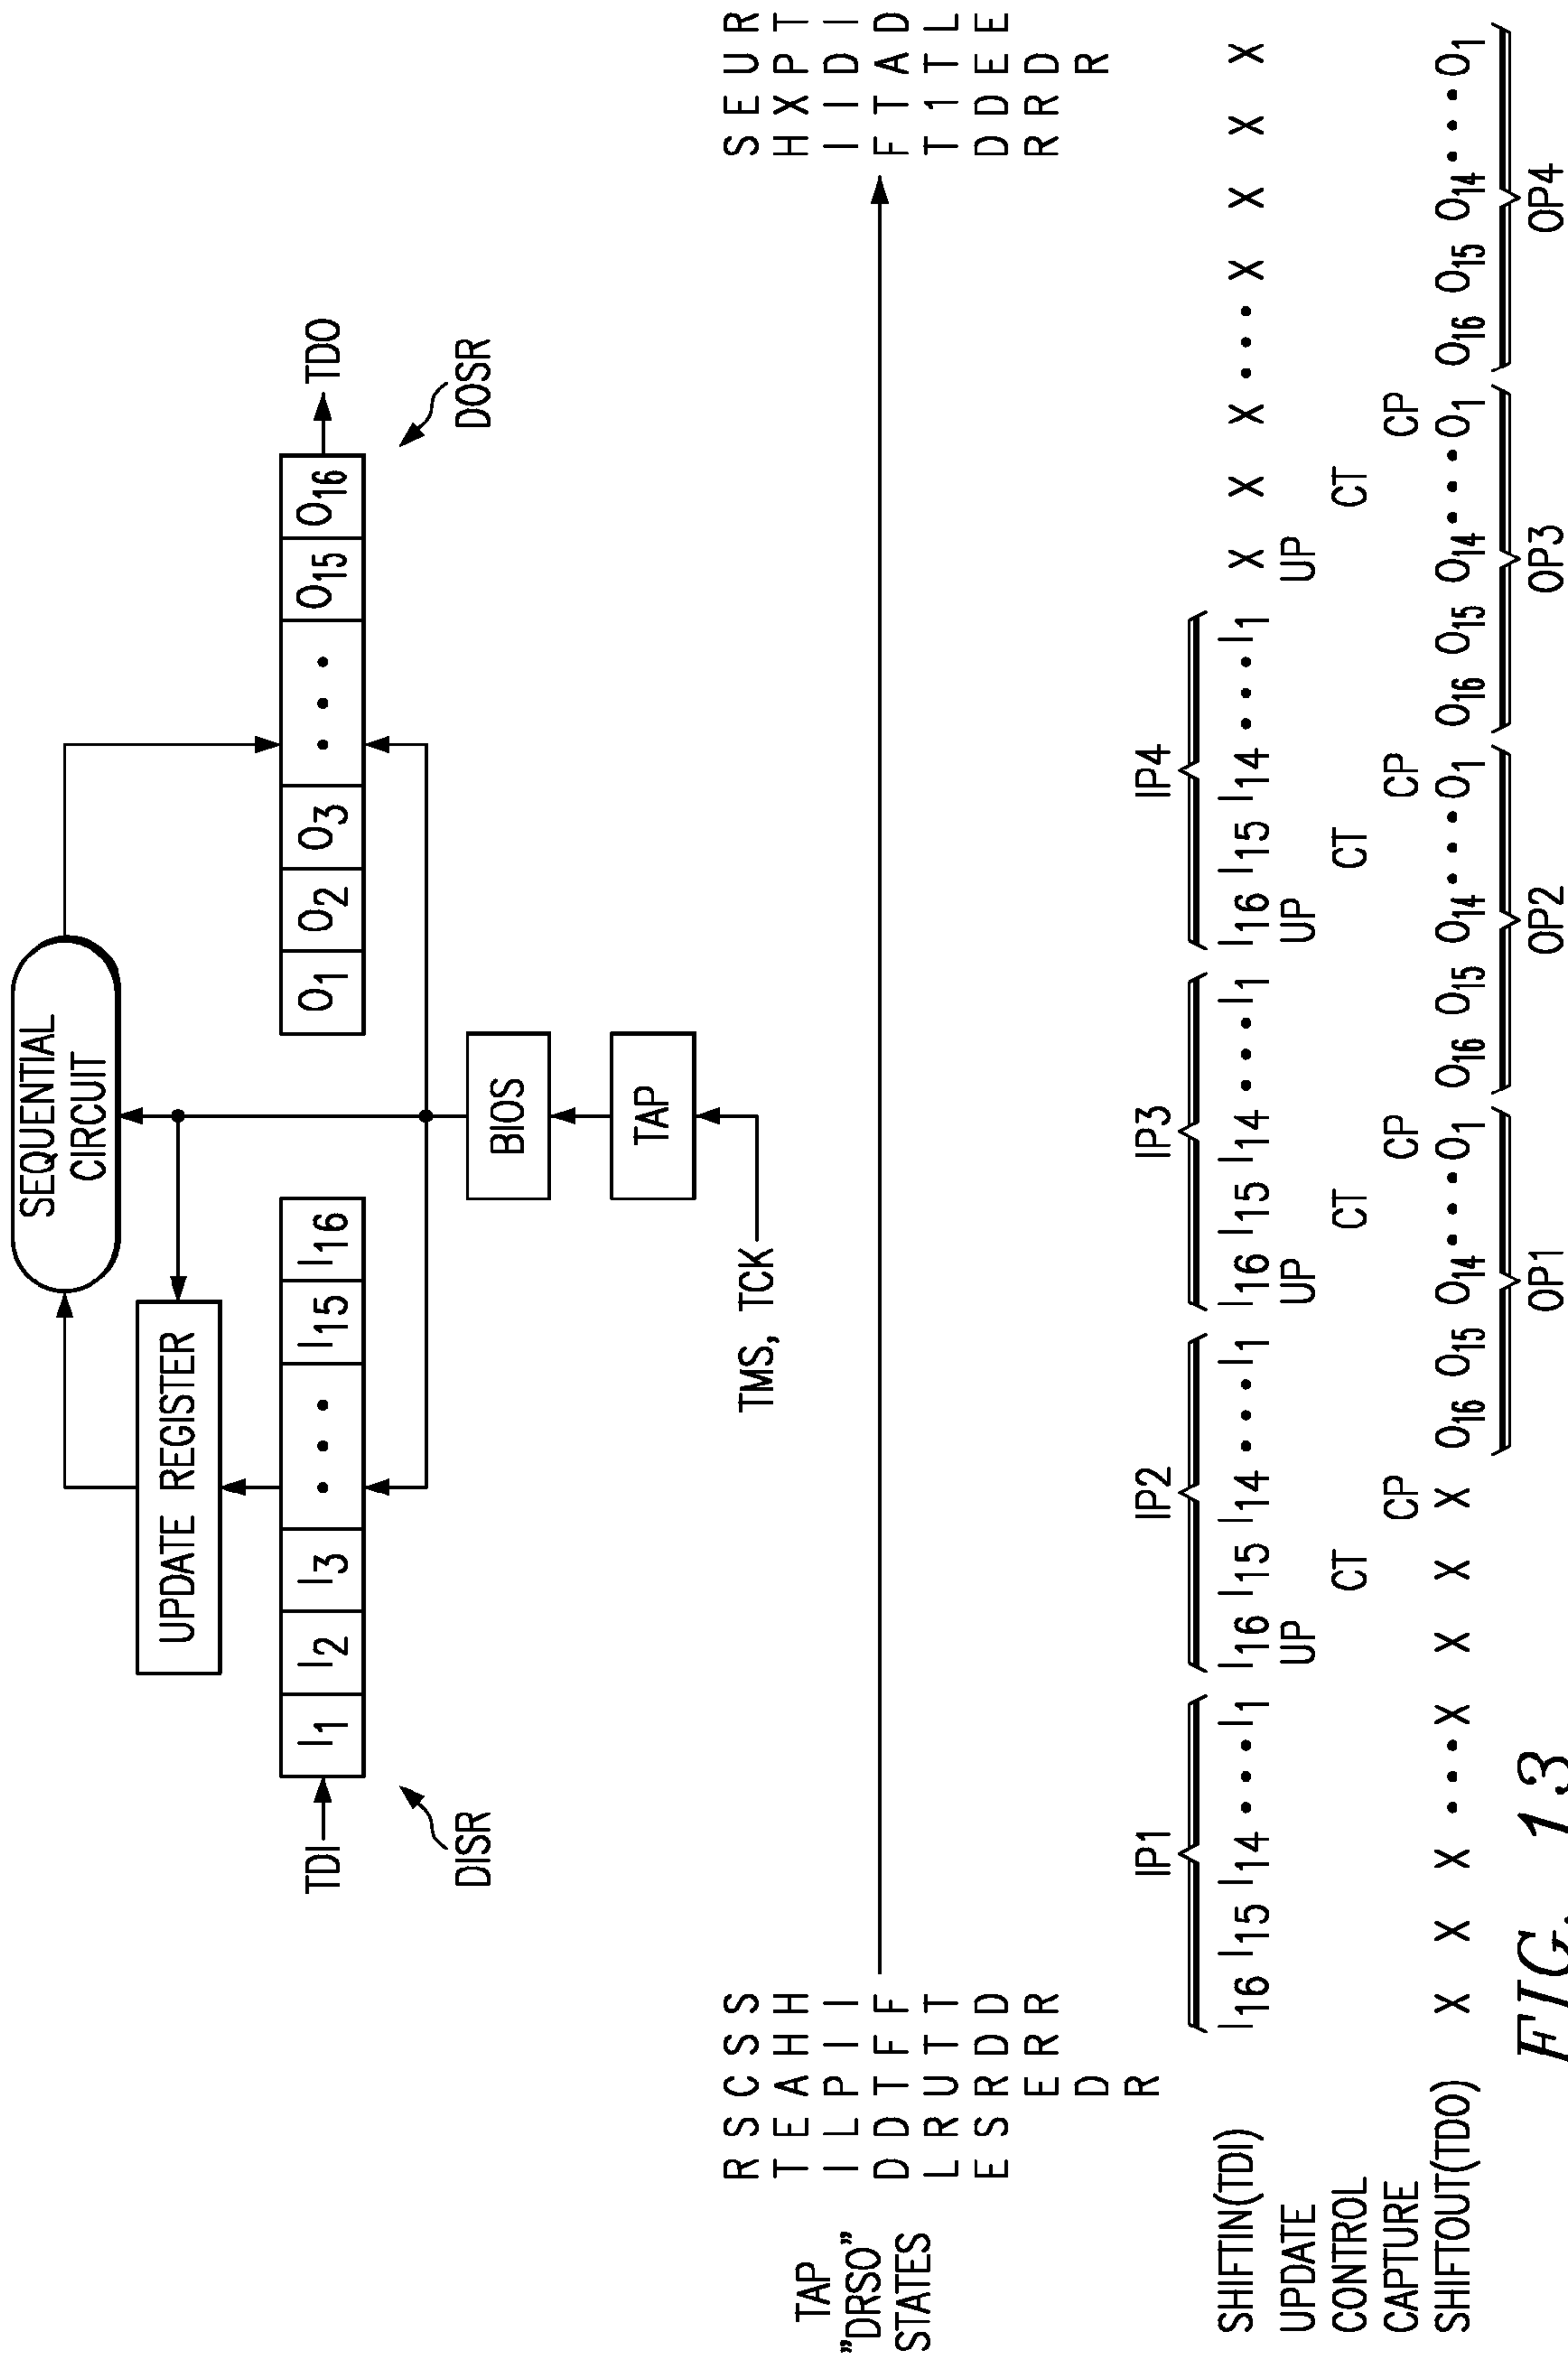 SEQUENTIAL
CIRCUIT
UPDATE REGISTER
TDI
I1 I2 I3 • • • I15 I16
O1 O2 O3 • • • O15 O16
TDO
DISR
DOSR
BIOS
TAP
TMS, TCK
TAP
"DRSO"
STATES
R S C S S
T E A H H
I L P I I
D D T F F
L R U T T
E S R D D
E R R
D
R
S E U R
H X P T
I I D I
F T A D
T 1 T L
D D E E
R R D
R
IP1 IP2 IP3 IP4
SHIFTIN(TDI) I16 I15 I14 • • • I1 I16 I15 I14 • • • I1 I16 I15 I14 • • • I1 I16 I15 I14 • • • I1 X X X • • • X X X X
UPDATE UP UP UP UP
CONTROL CT CT CT CT
CAPTURE CP CP CP CP
SHIFTOUT(TDO) X X X • • • X X X X O16 O15 O14 • • • O1 O16 O15 O14 • • • O1 O16 O15 O14 • • • O1 O16 O15 O14 • • • O1
OP1 OP2 OP3 OP4
FIG. 13